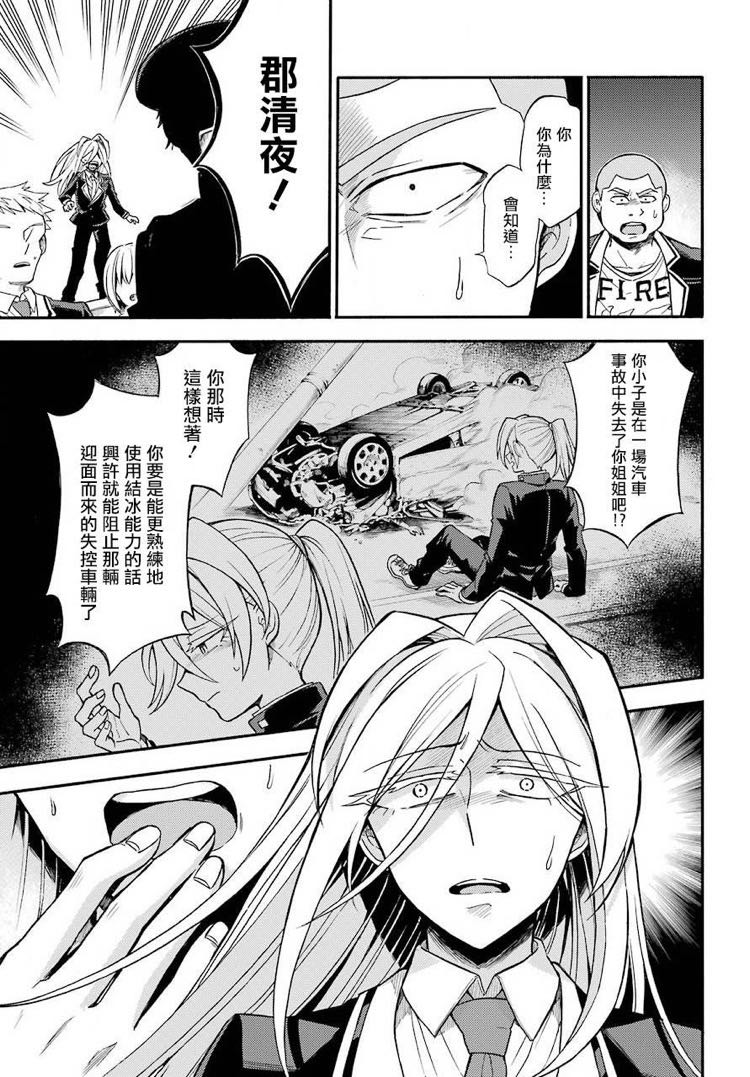 FIRE
你
你為什麼…
會知道…
郡清夜！
你小子是在一場汽車
事故中失去了你姐姐吧!?
你那時
這樣想著！
你要是能更熟練地
使用結冰能力的話
興許就能阻止那輛
迎面而來的失控車輛了